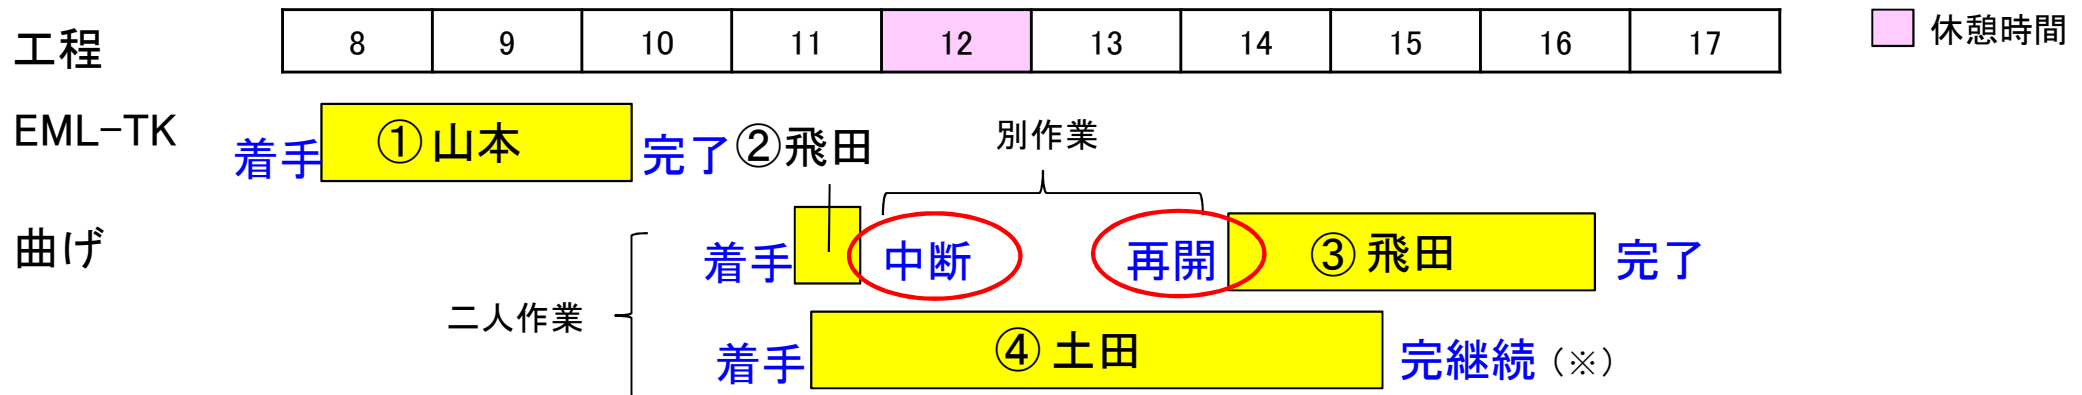 工程 8 9 10 11 12 13 14 15 16 17 休憩時間
EML-TK 着手 ①山本 完了 ②飛田 別作業
曲げ 着手 中断 再開 ③飛田 完了
二人作業
着手 ④土田 完継続（※）